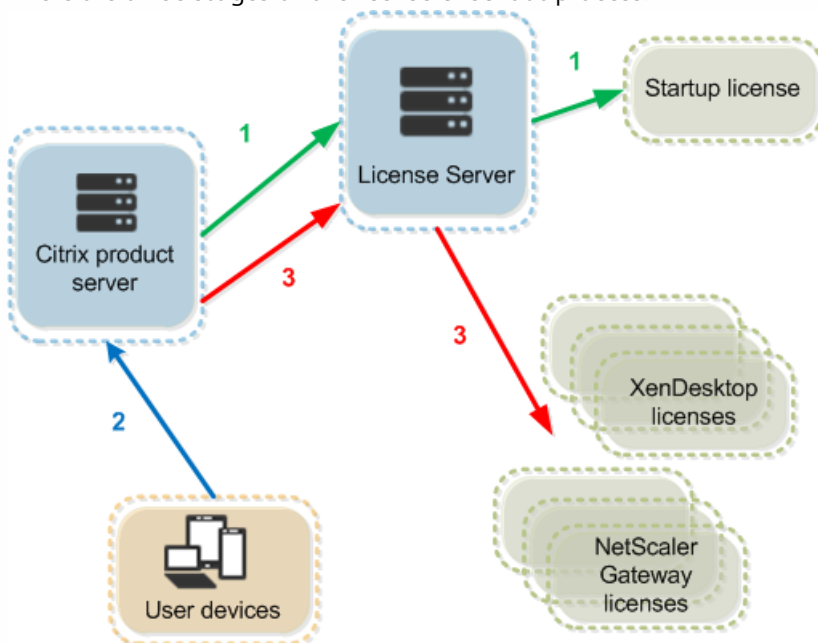 1
License Server
1
Startup license
Citrix product
server
3
3
XenDesktop
licenses
2
NetScaler
Gateway
licenses
User devices